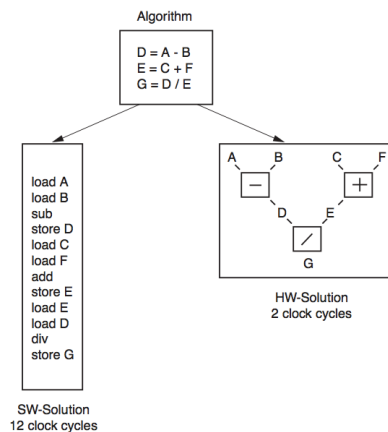 Algorithm
D = A - B
E = C + F
G = D / E
load A
load B
sub
store D
load C
load F
add
store E
load E
load D
div
store G
SW-Solution
12 clock cycles
A B C F
− +
D E
/
G
HW-Solution
2 clock cycles